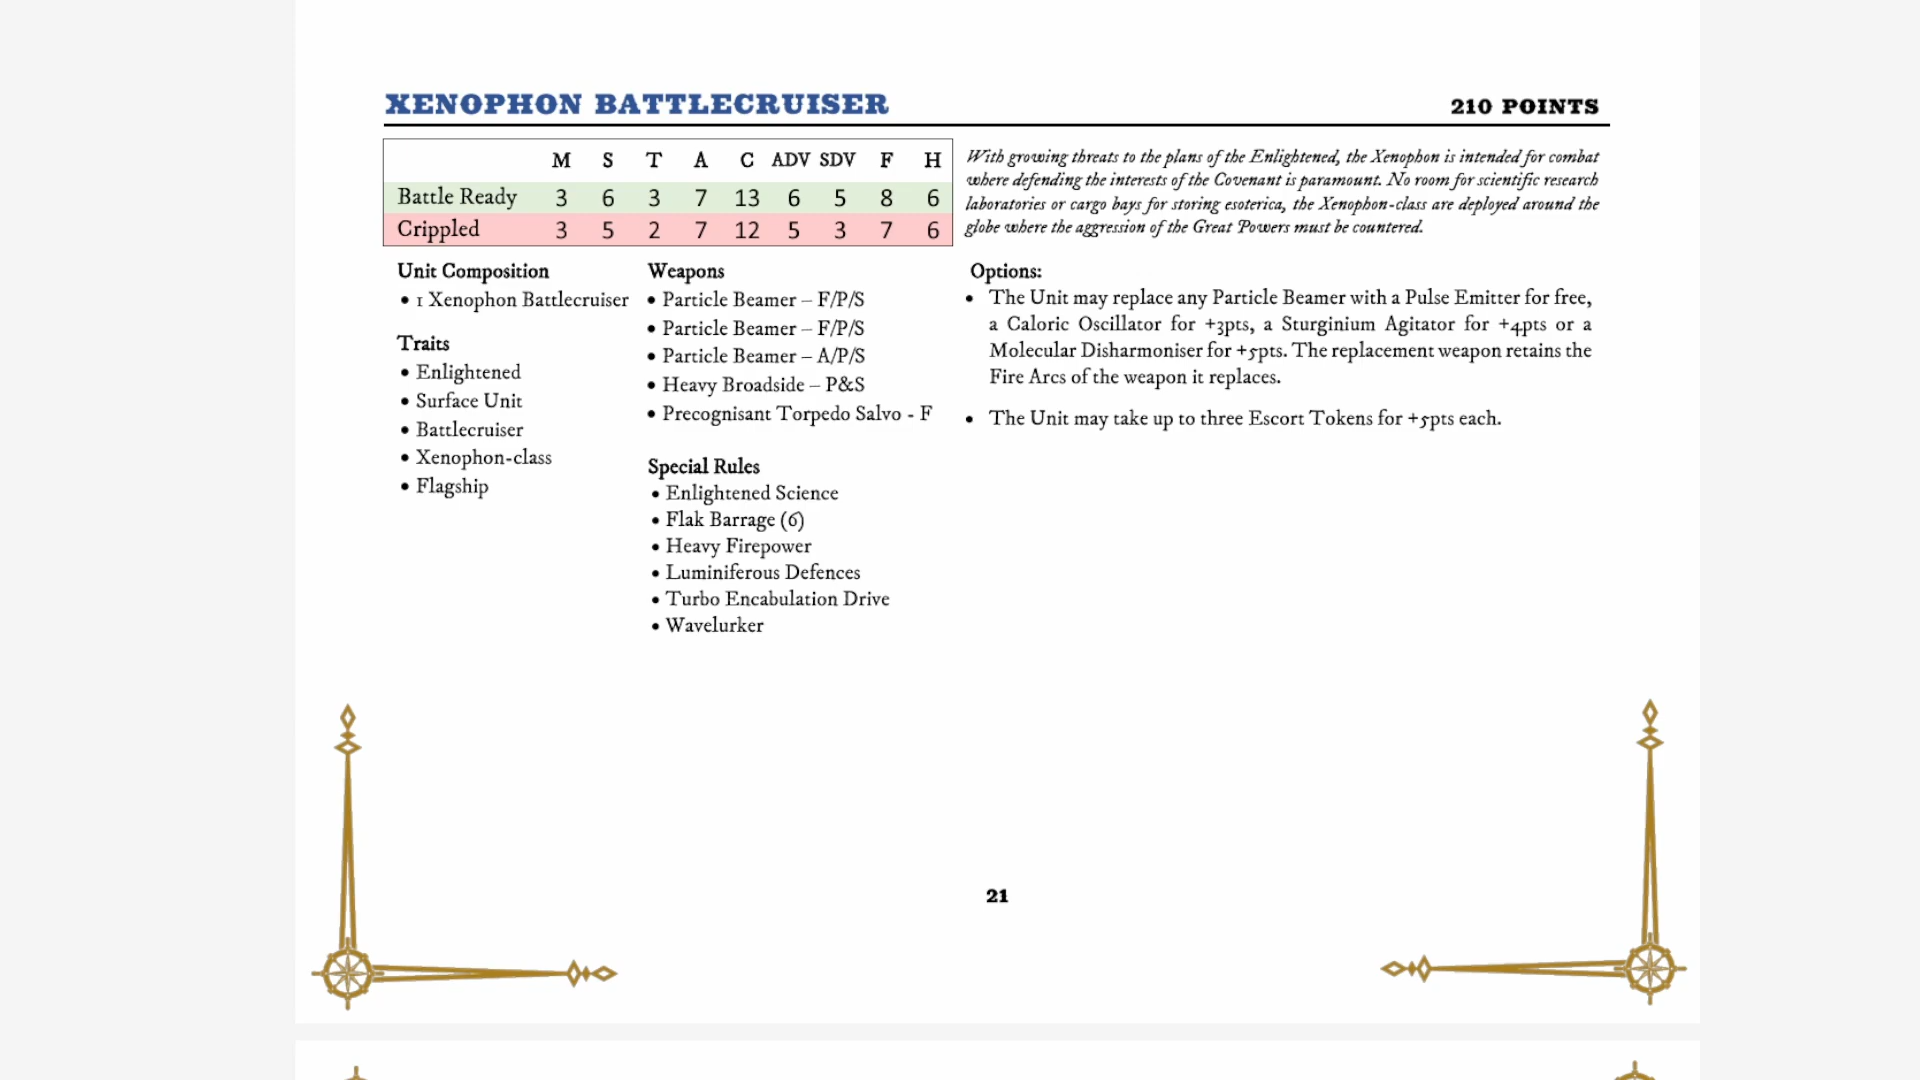 XENOPHON BATTLECRUISER
210 POINTS
M S T A C ADV SDV F H
Battle Ready 3 6 3 7 13 6 5 8 6
Crippled 3 5 2 7 12 5 3 7 6
With growing threats to the plans of the Enlightened, the Xenophon is intended for combat
where defending the interests of the Covenant is paramount. No room for scientific research
laboratories or cargo bays for storing esoterica, the Xenophon-class are deployed around the
globe where the aggression of the Great Powers must be countered.
Unit Composition
• 1 Xenophon Battlecruiser
Traits
• Enlightened
• Surface Unit
• Battlecruiser
• Xenophon-class
• Flagship
Weapons
• Particle Beamer – F/P/S
• Particle Beamer – F/P/S
• Particle Beamer – A/P/S
• Heavy Broadside – P&S
• Precognisant Torpedo Salvo - F
Special Rules
• Enlightened Science
• Flak Barrage (6)
• Heavy Firepower
• Luminiferous Defences
• Turbo Encabulation Drive
• Wavelurker
Options:
• The Unit may replace any Particle Beamer with a Pulse Emitter for free,
a Caloric Oscillator for +3pts, a Sturginium Agitator for +4pts or a
Molecular Disharmoniser for +5pts. The replacement weapon retains the
Fire Arcs of the weapon it replaces.
• The Unit may take up to three Escort Tokens for +5pts each.
21